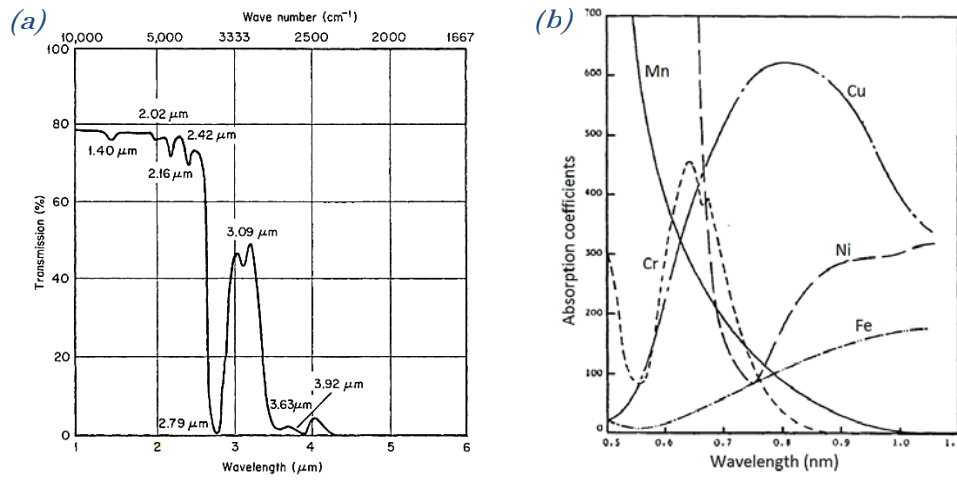 (a)
Wave number (cm⁻¹)
10,000 5,000 3333 2500 2000 1667
100
80
60
40
20
0
Transmission (%)
2.02 μm
1.40 μm
2.42 μm
2.16 μm
3.09 μm
3.92 μm
3.63μm
2.79 μm
1 2 3 4 5 6
Wavelength (μm)
(b)
700
600
500
400
300
200
100
0
Absorption coefficients
Mn
Cu
Cr
Ni
Fe
0.5 0.6 0.7 0.8 0.9 1.0 1.
Wavelength (nm)